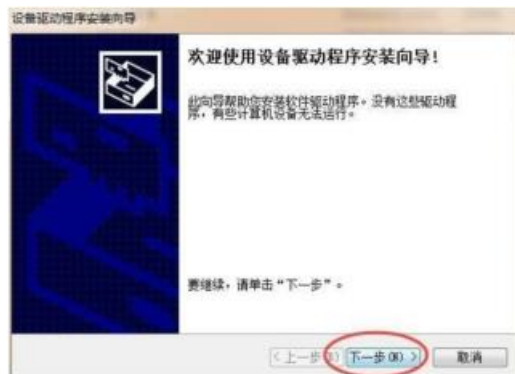 设备驱动程序安装向导
欢迎使用设备驱动程序安装向导!
此向导帮助您安装软件驱动程序。没有这些驱动程
序,有些计算机设备无法运行。
要继续,请单击“下一步”。
<上一步(B) 下一步(N) > 取消